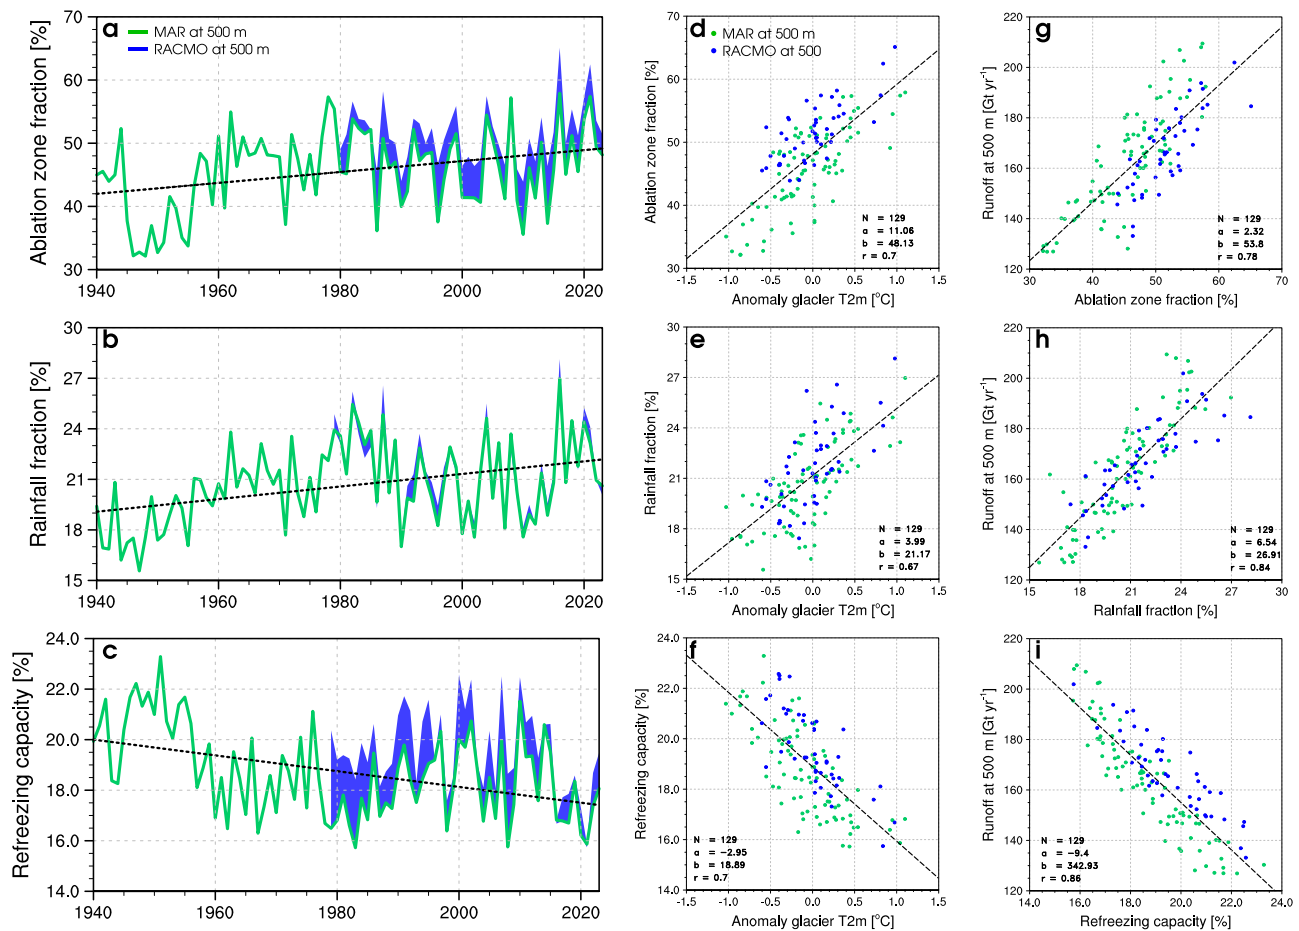 a
MAR at 500 m
RACMO at 500 m
Ablation zone fraction [%]
70
60
50
40
30
1940
1960
1980
2000
2020
b
Rainfall fraction [%]
30
27
24
21
18
15
1940
1960
1980
2000
2020
c
Refreezing capacity [%]
24.0
22.0
20.0
18.0
16.0
14.0
1940
1960
1980
2000
2020
d
MAR at 500 m
RACMO at 500
Ablation zone fraction [%]
70
60
50
40
30
N = 129
a = 11.06
b = 48.13
r = 0.7
-1.5
-1.0
-0.5
0.0
0.5
1.0
1.5
Anomaly glacier T2m [°C]
e
Rainfall fraction [%]
30
27
24
21
18
15
N = 129
a = 3.99
b = 21.17
r = 0.67
-1.5
-1.0
-0.5
0.0
0.5
1.0
1.5
Anomaly glacier T2m [°C]
f
Refreezing capacity [%]
24.0
22.0
20.0
18.0
16.0
14.0
N = 129
a = -2.95
b = 18.89
r = 0.7
-1.5
-1.0
-0.5
0.0
0.5
1.0
1.5
Anomaly glacier T2m [°C]
g
Runoff at 500 m [Gt yr⁻¹]
220
200
180
160
140
120
N = 129
a = 2.32
b = 53.8
r = 0.78
30
40
50
60
70
Ablation zone fraction [%]
h
Runoff at 500 m [Gt yr⁻¹]
220
200
180
160
140
120
N = 129
a = 6.54
b = 26.91
r = 0.84
15
18
21
24
27
30
Rainfall fraction [%]
i
Runoff at 500 m [Gt yr⁻¹]
220
200
180
160
140
120
N = 129
a = -9.4
b = 342.93
r = 0.86
14.0
16.0
18.0
20.0
22.0
24.0
Refreezing capacity [%]